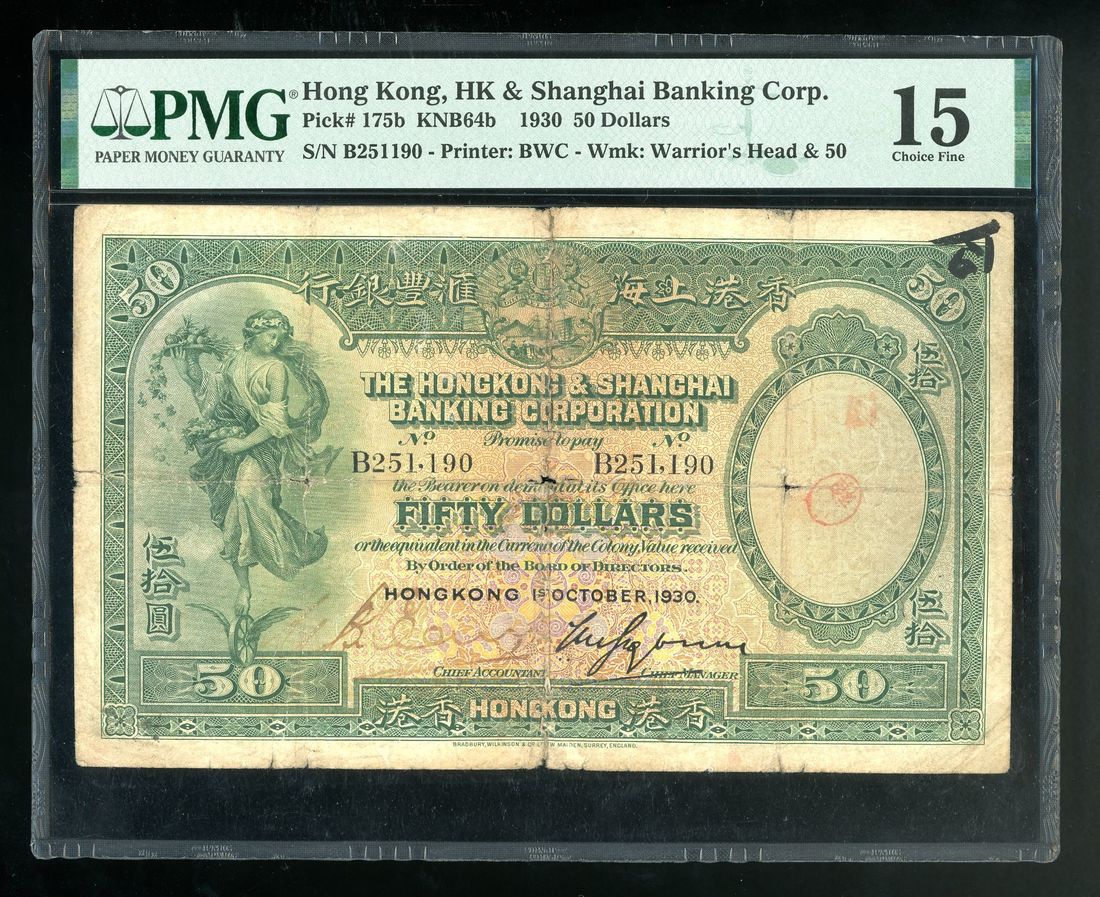 PMG®
PAPER MONEY GUARANTY
Hong Kong, HK & Shanghai Banking Corp.
Pick# 175b KNB64b 1930 50 Dollars
S/N B251190 - Printer: BWC - Wmk: Warrior's Head & 50
15
Choice Fine
50
行銀豐滙
海上港香
50
伍拾
THE HONGKONG & SHANGHAI
BANKING CORPORATION
No Promise to pay No
B251,190 B251,190
the Bearer on demand at its Office here
FIFTY DOLLARS
or the equivalent in the Currency of the Colony, Value received
By Order of the BOARD OF DIRECTORS.
HONGKONG 1st OCTOBER, 1930.
伍拾圓
伍拾
CHIEF ACCOUNTANT CHIEF MANAGER
50
50
港香 HONGKONG 港香
BRADBURY, WILKINSON & Co Ld NEW MALDEN, SURREY, ENGLAND.